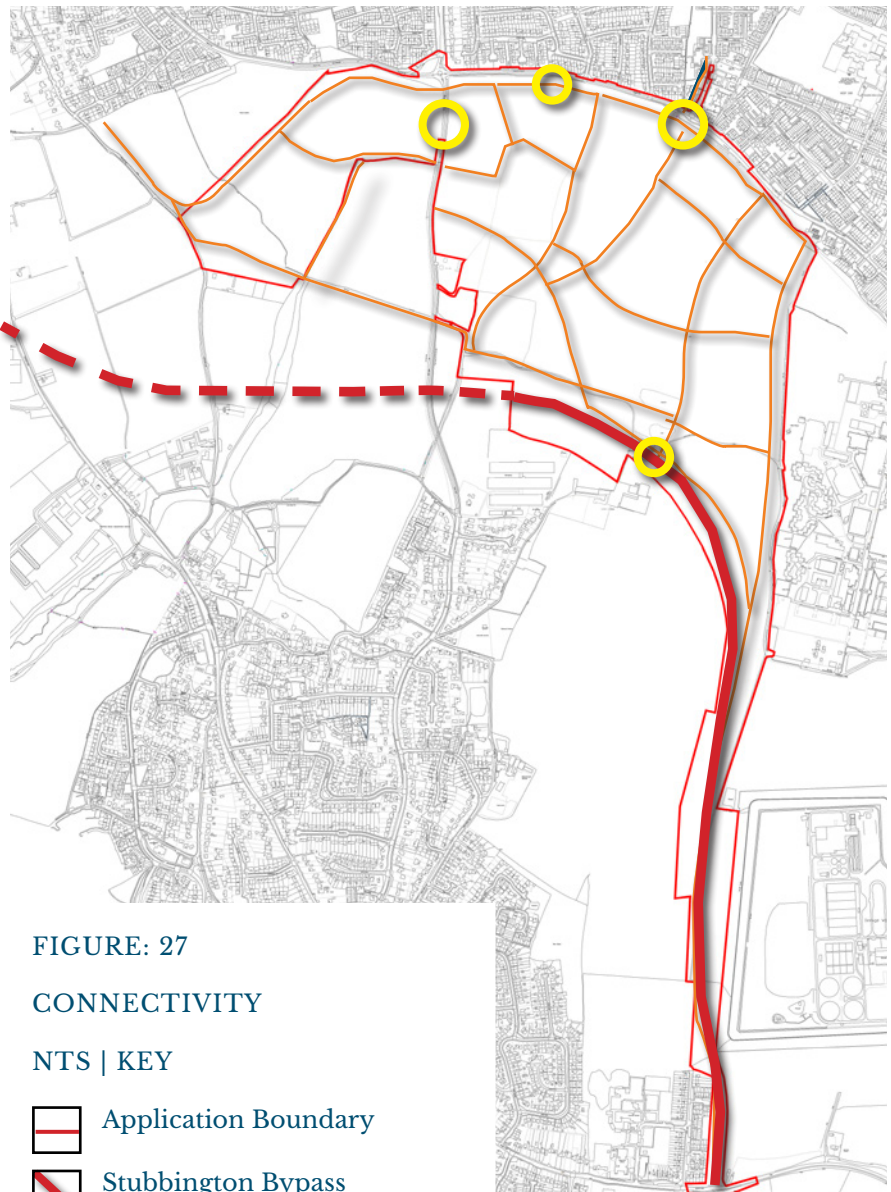 FIGURE: 27
CONNECTIVITY
NTS | KEY
Application Boundary
Stubbington Bypass